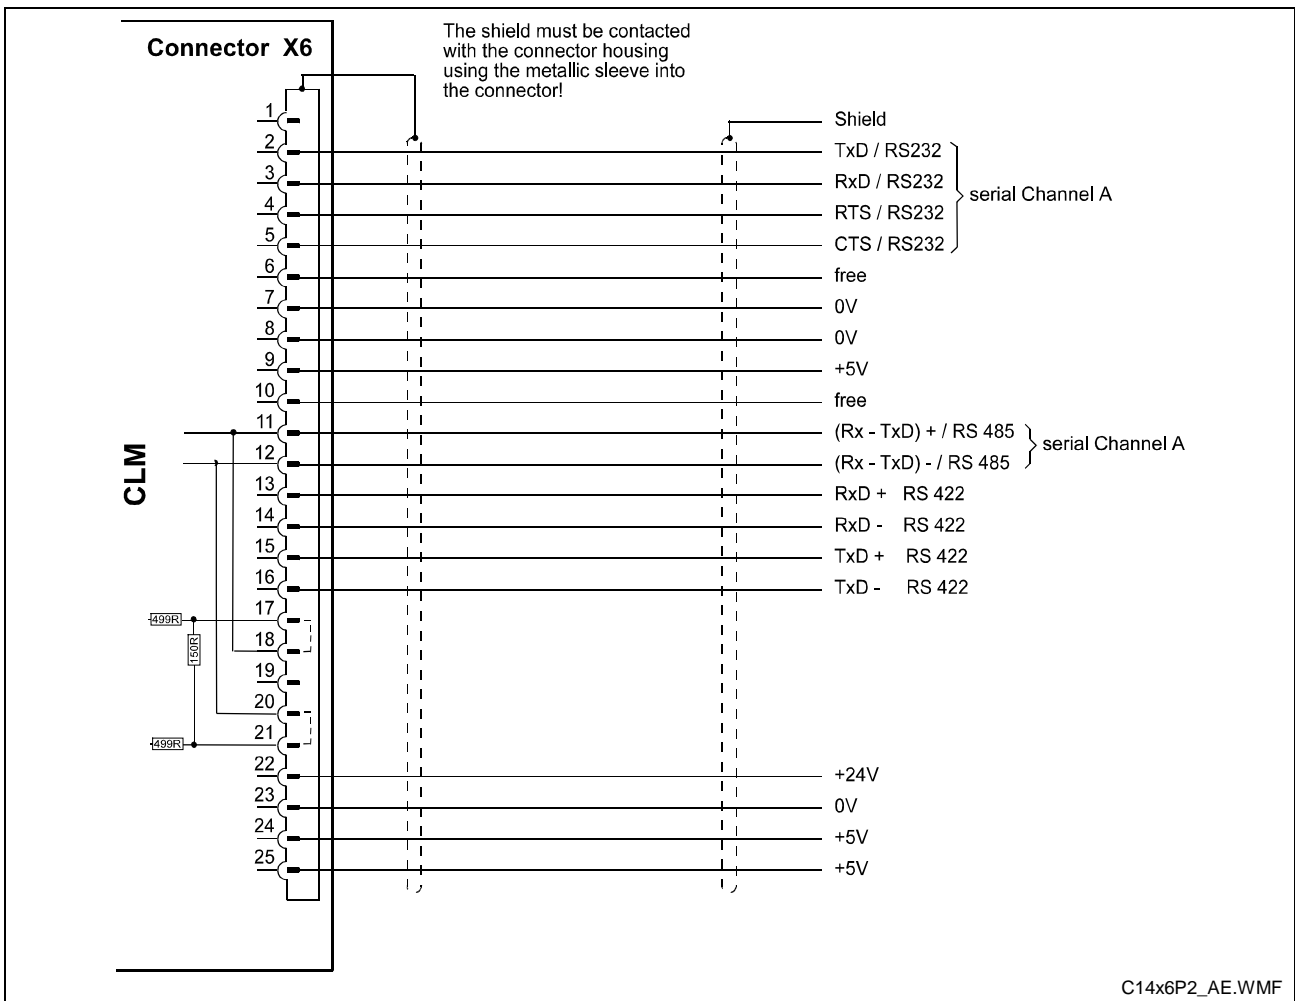 Connector X6
The shield must be contacted
with the connector housing
using the metallic sleeve into
the connector!
1
Shield
2
TxD / RS232
3
RxD / RS232
serial Channel A
4
RTS / RS232
5
CTS / RS232
6
free
7
0V
8
0V
9
+5V
10
free
11
(Rx - TxD) + / RS 485
serial Channel A
12
(Rx - TxD) - / RS 485
CLM
13
RxD + RS 422
14
RxD - RS 422
15
TxD + RS 422
16
TxD - RS 422
17
499R
18
150R
19
20
21
499R
22
+24V
23
0V
24
+5V
25
+5V
C14x6P2_AE.WMF